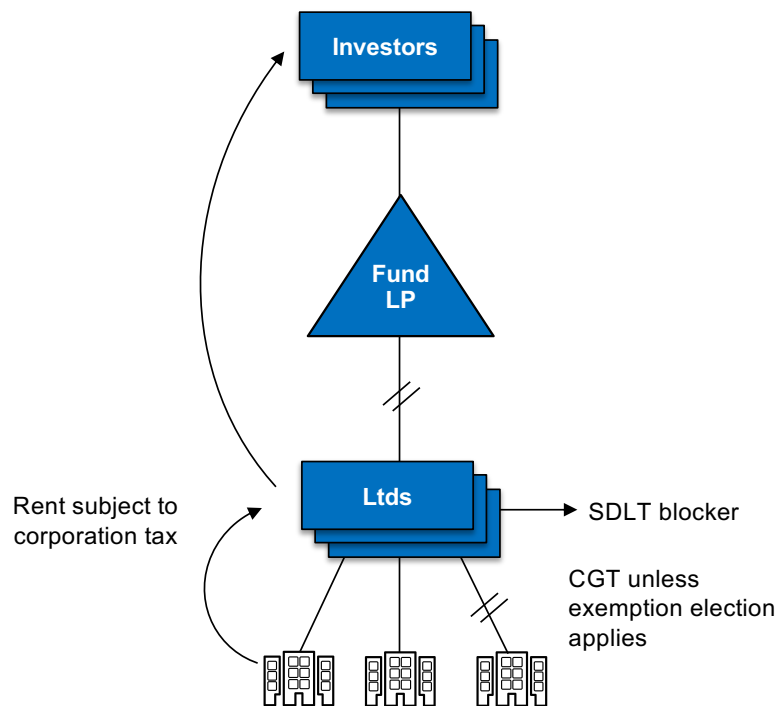 Investors
Fund
LP
Ltds
Rent subject to
corporation tax
SDLT blocker
CGT unless
exemption election
applies